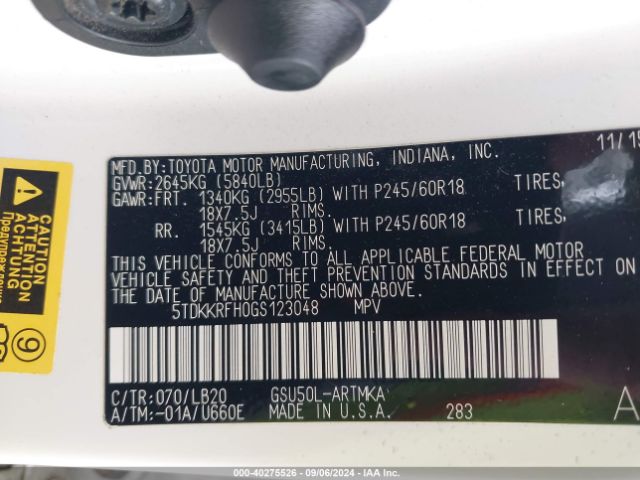 MFD.BY:TOYOTA MOTOR MANUFACTURING, INDIANA, INC. 11/15
GVWR:2645KG (5840LB)
GAWR:FRT. 1340KG (2955LB) WITH P245/60R18 TIRES,
18X7.5J RIMS.
RR. 1545KG (3415LB) WITH P245/60R18 TIRES,
18X7.5J RIMS.
THIS VEHICLE CONFORMS TO ALL APPLICABLE FEDERAL MOTOR
VEHICLE SAFETY AND THEFT PREVENTION STANDARDS IN EFFECT ON
THE DATE OF MANUFACTURE SHOWN ABOVE.
5TDKKRFH0GS123048 MPV
C/TR:070/LB20 GSU50L-ARTMKA
A/TM:-01A/U660E MADE IN U.S.A. 283 A
CAUTION
ATTENTION
ACHTUNG
Предупреждение
9
000-40275526 - 09/06/2024 - IAA Inc.